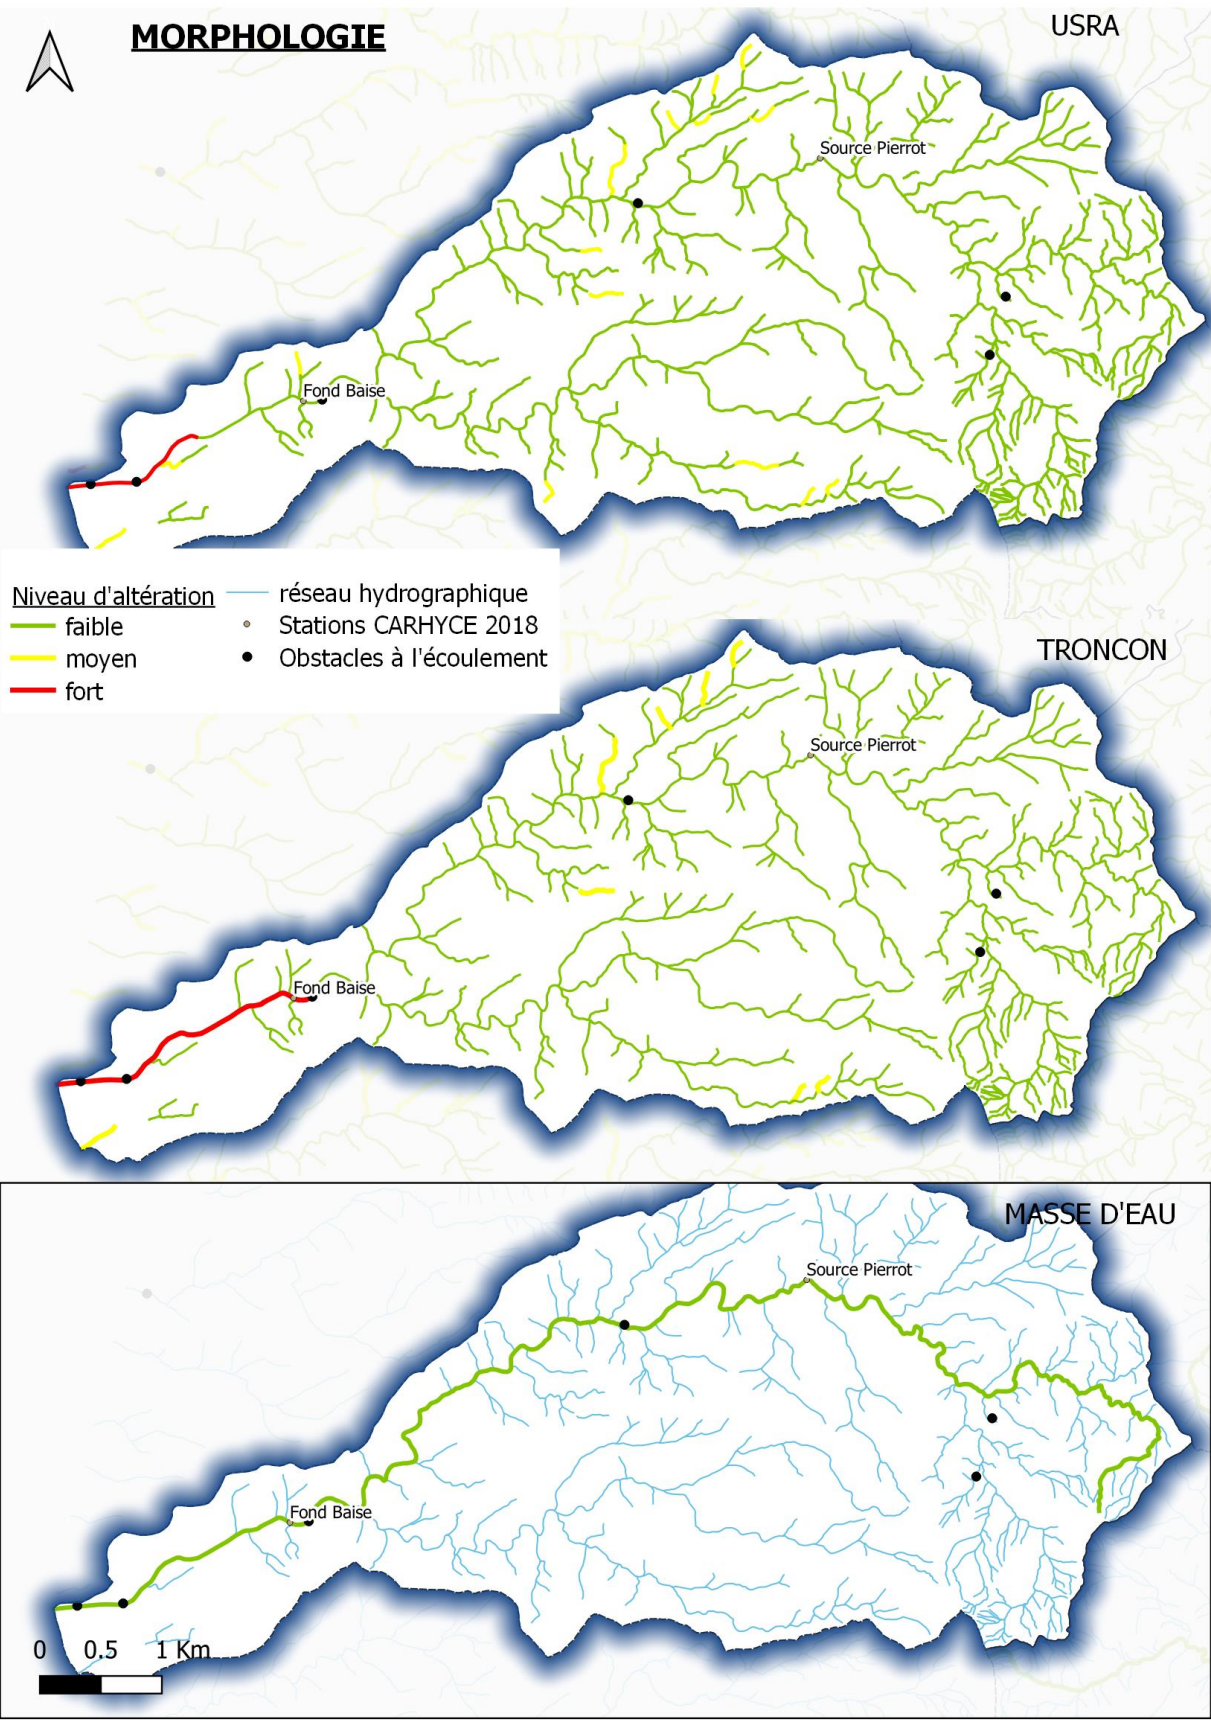 MORPHOLOGIE
USRA
Source Pierrot
Fond Baise
Niveau d'altération
faible
moyen
fort
réseau hydrographique
Stations CARHYCE 2018
Obstacles à l'écoulement
TRONCON
Source Pierrot
Fond Baise
MASSE D'EAU
Source Pierrot
Fond Baise
0 0.5 1 Km